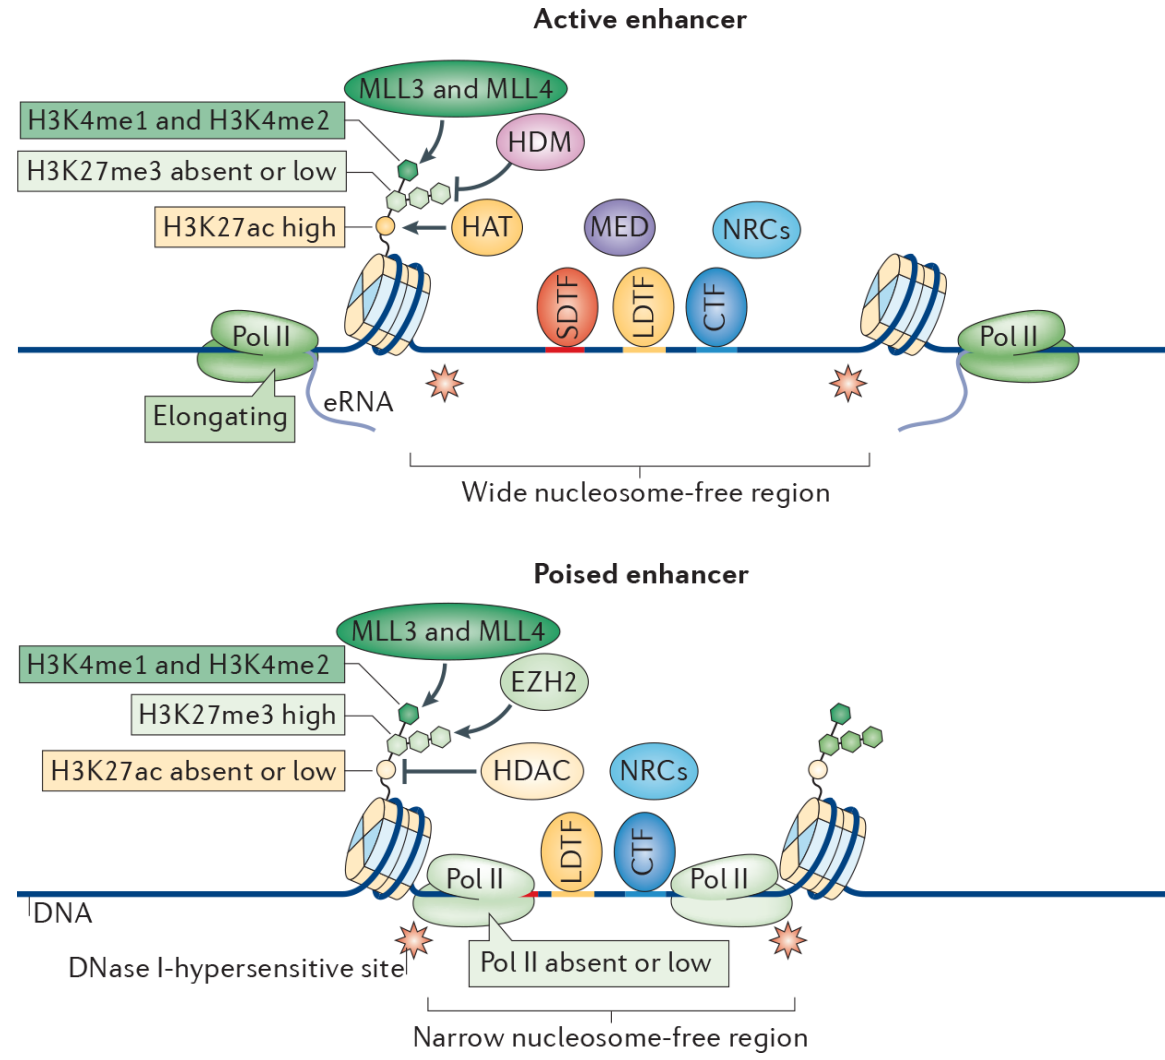 Active enhancer
MLL3 and MLL4
H3K4me1 and H3K4me2
HDM
H3K27me3 absent or low
H3K27ac high
HAT
MED
NRCs
SDTF
LDTF
CTF
Pol II
Pol II
eRNA
Elongating
Wide nucleosome-free region
Poised enhancer
MLL3 and MLL4
H3K4me1 and H3K4me2
EZH2
H3K27me3 high
H3K27ac absent or low
HDAC
NRCs
LDTF
CTF
Pol II
Pol II
DNA
DNase I-hypersensitive site
Pol II absent or low
Narrow nucleosome-free region